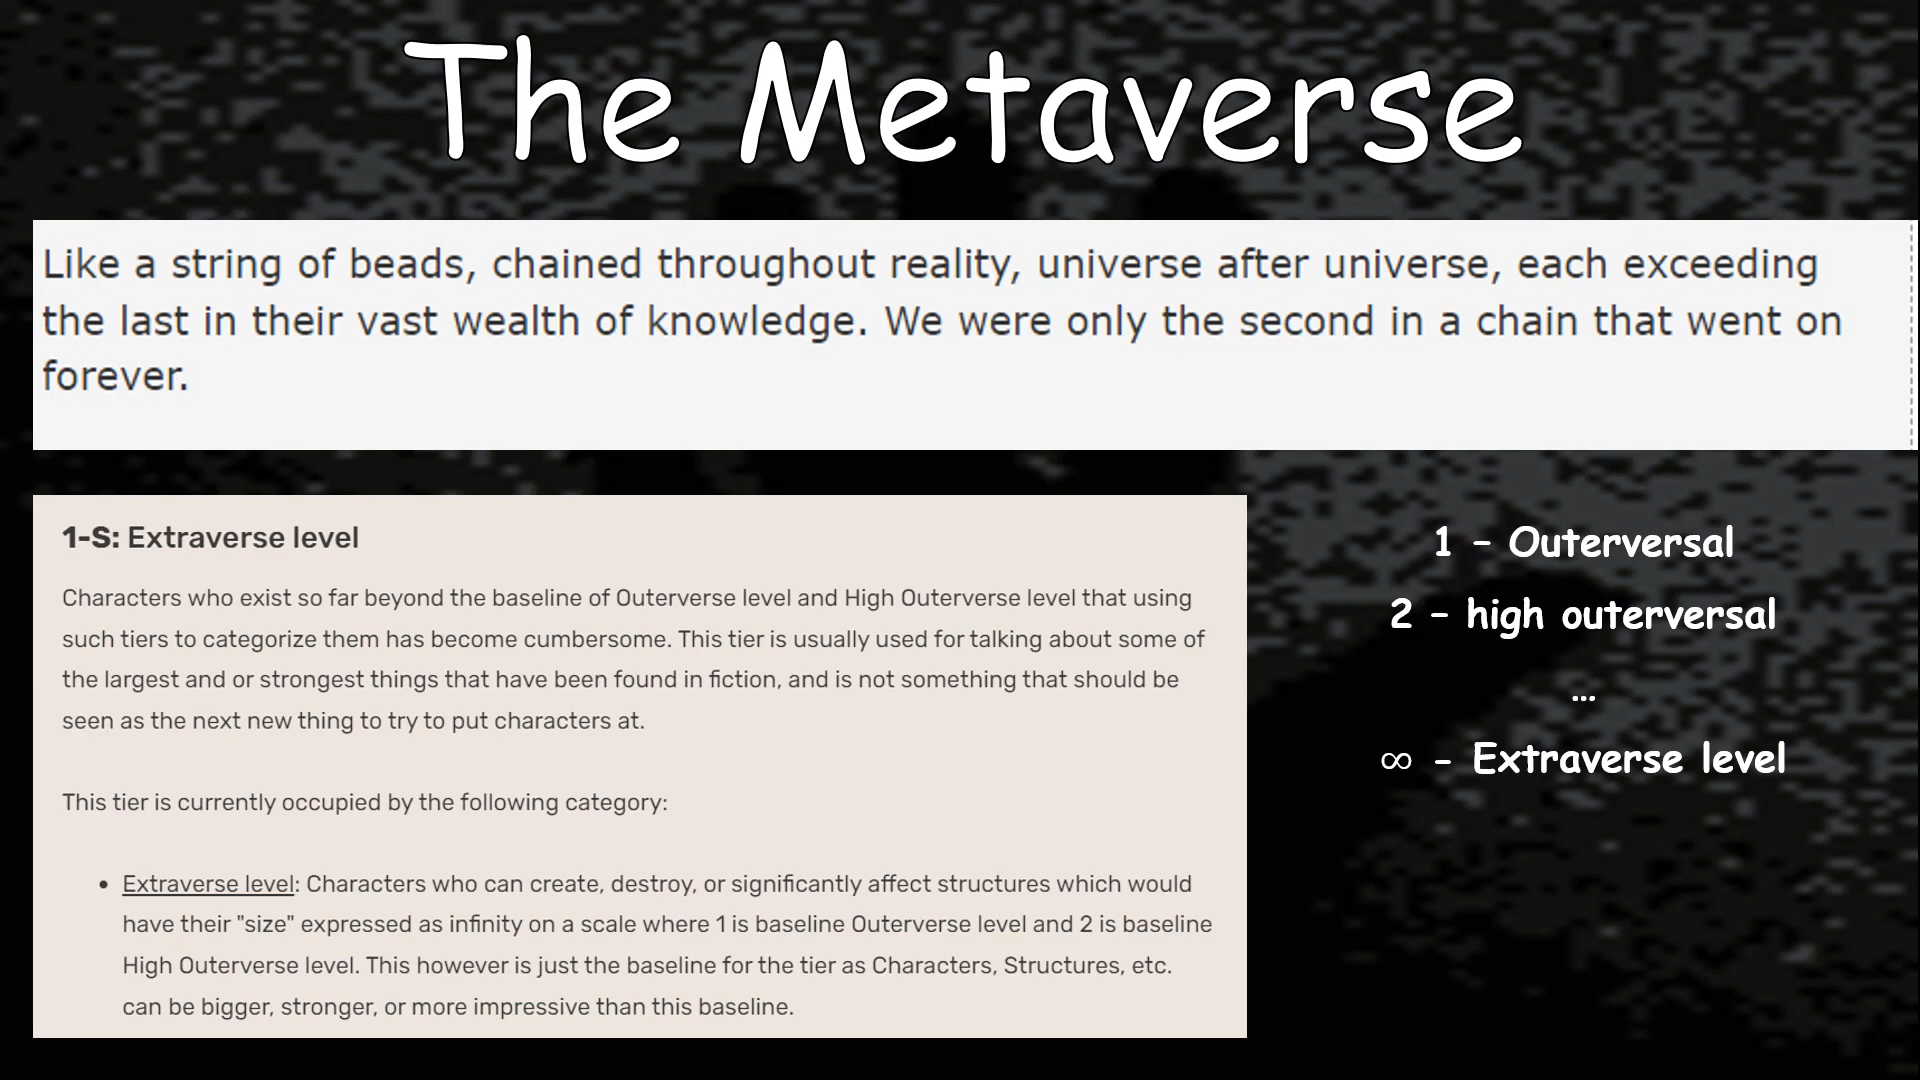 The Metaverse
Like a string of beads, chained throughout reality, universe after universe, each exceeding
the last in their vast wealth of knowledge. We were only the second in a chain that went on
forever.
1-S: Extraverse level
Characters who exist so far beyond the baseline of Outerverse level and High Outerverse level that using
such tiers to categorize them has become cumbersome. This tier is usually used for talking about some of
the largest and or strongest things that have been found in fiction, and is not something that should be
seen as the next new thing to try to put characters at.
This tier is currently occupied by the following category:
• Extraverse level: Characters who can create, destroy, or significantly affect structures which would
have their "size" expressed as infinity on a scale where 1 is baseline Outerverse level and 2 is baseline
High Outerverse level. This however is just the baseline for the tier as Characters, Structures, etc.
can be bigger, stronger, or more impressive than this baseline.
1 - Outerversal
2 - high outerversal
...
∞ - Extraverse level